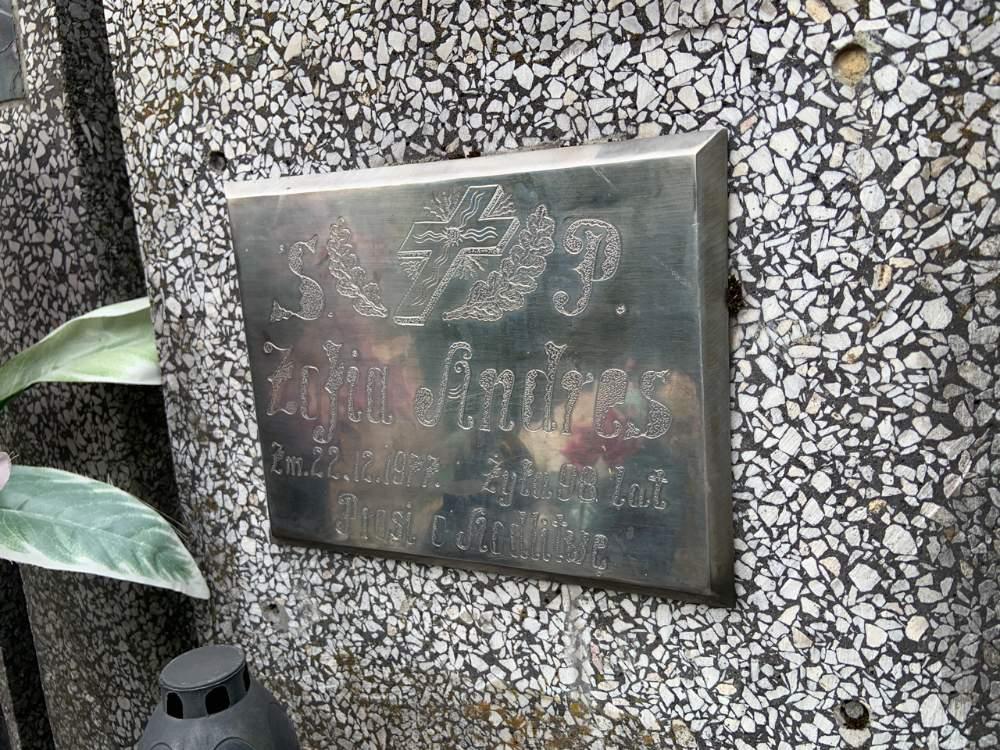 Ś. P.
Zofia Andres
Zm. 22.12.1977. Żyła 98 lat
Prosi o Modlitwę